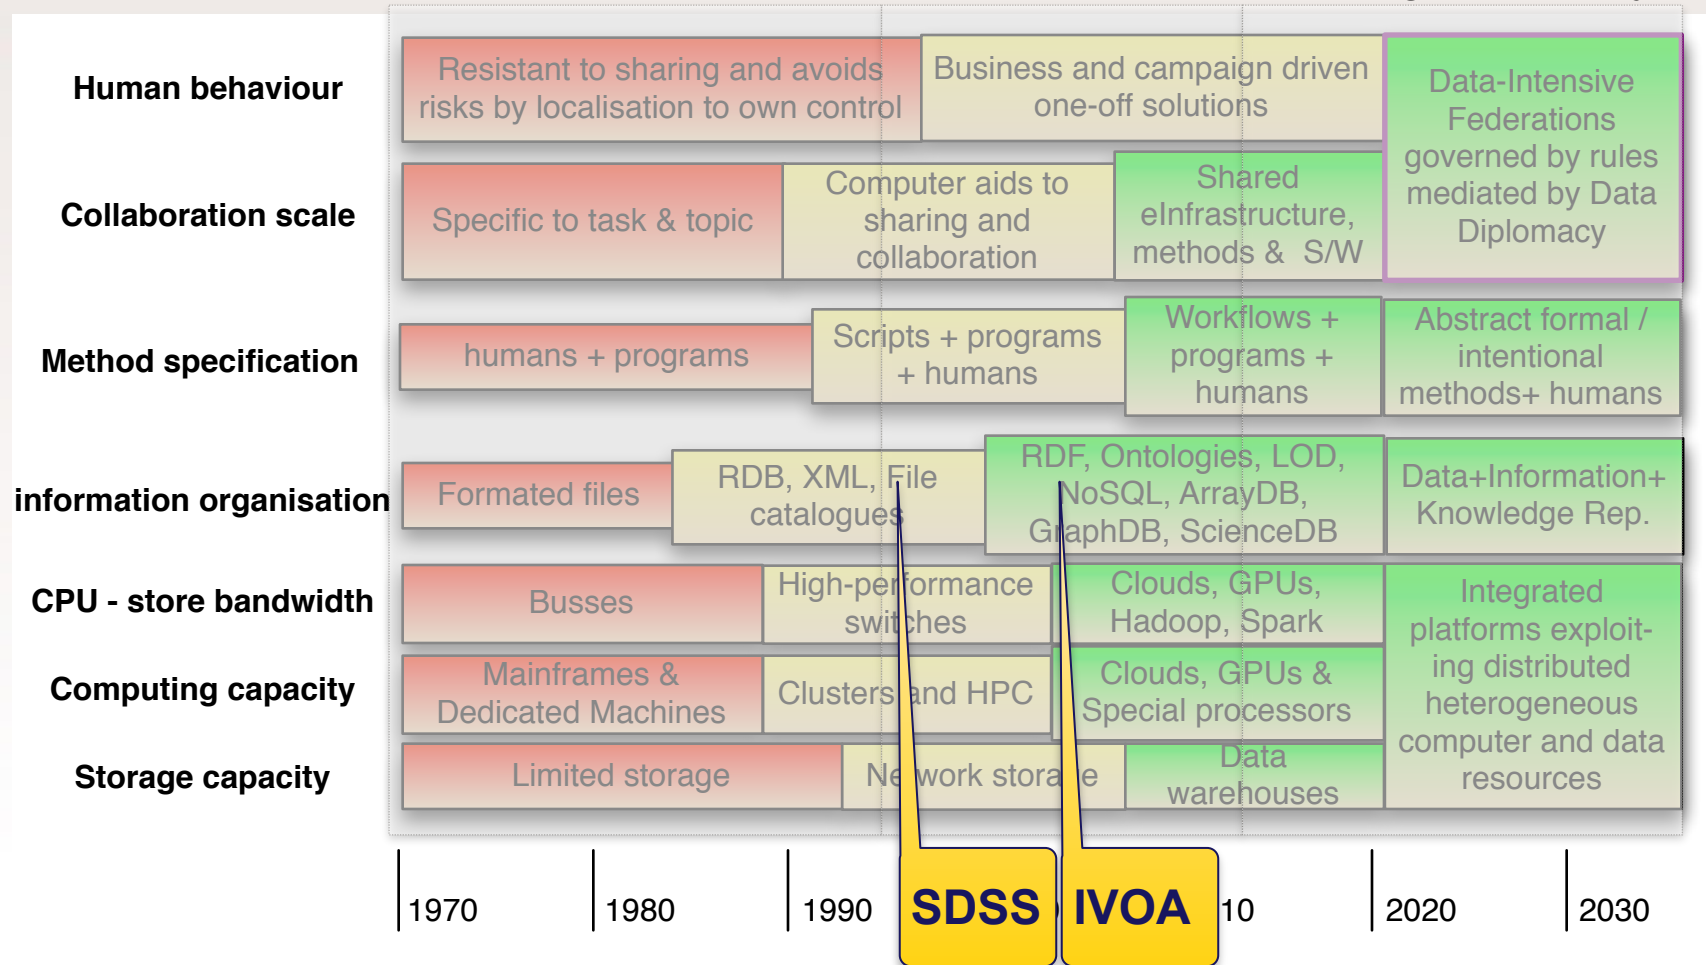 Human behaviour
Resistant to sharing and avoids
risks by localisation to own control
Business and campaign driven
one-off solutions
Data-Intensive
Federations
governed by rules
mediated by Data
Diplomacy
Collaboration scale
Specific to task & topic
Computer aids to
sharing and
collaboration
Shared
eInfrastructure,
methods & S/W
Method specification
humans + programs
Scripts + programs
+ humans
Workflows +
programs +
humans
Abstract formal /
intentional
methods+ humans
information organisation
Formated files
RDB, XML, File
catalogues
RDF, Ontologies, LOD,
NoSQL, ArrayDB,
GraphDB, ScienceDB
Data+Information+
Knowledge Rep.
CPU - store bandwidth
Busses
High-performance
switches
Clouds, GPUs,
Hadoop, Spark
Integrated
platforms exploit-
ing distributed
heterogeneous
computer and data
resources
Computing capacity
Mainframes &
Dedicated Machines
Clusters and HPC
Clouds, GPUs &
Special processors
Storage capacity
Limited storage
Network storage
Data
warehouses
1970
1980
1990
SDSS
IVOA
10
2020
2030